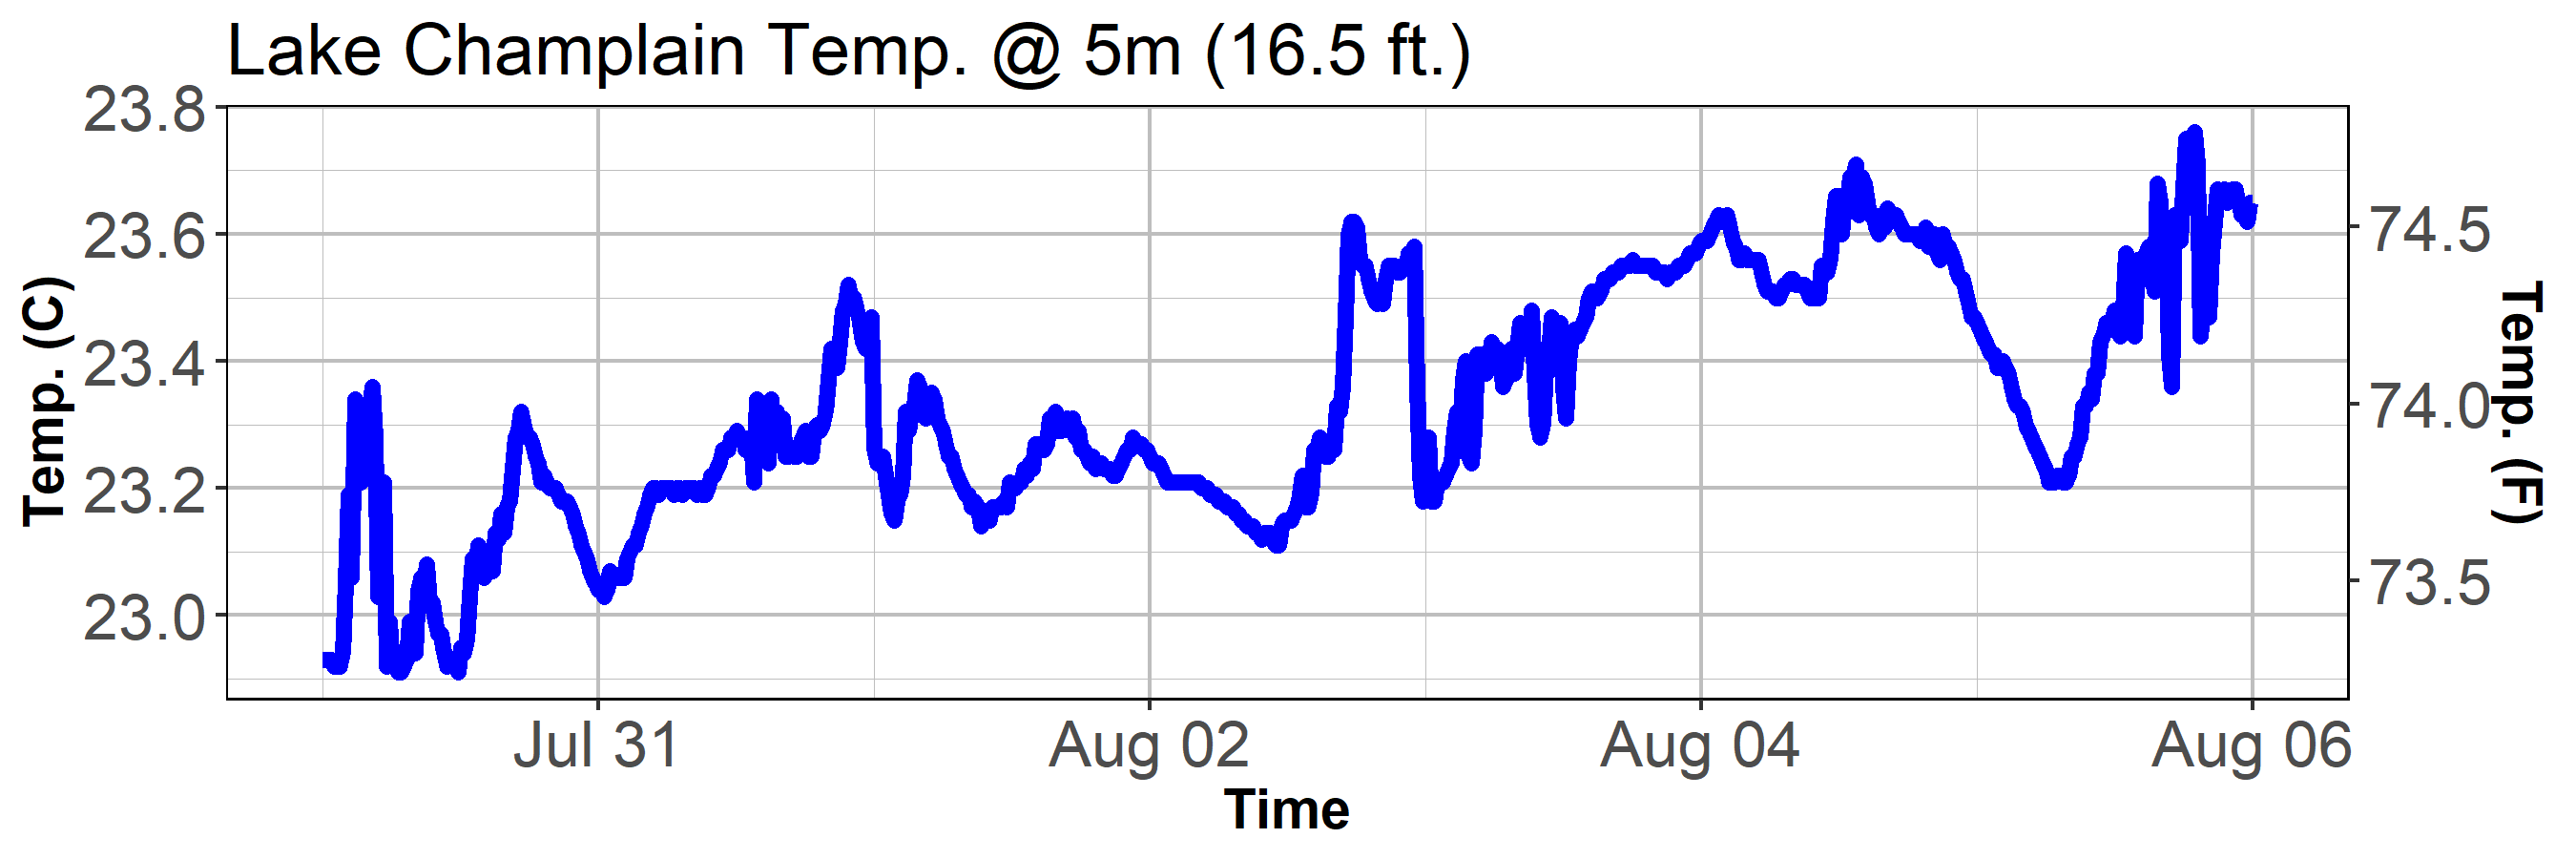 Lake Champlain Temp. @ 5m (16.5 ft.)
Temp. (C)
23.8
23.6
23.4
23.2
23.0
74.5
74.0
73.5
Temp. (F)
Jul 31
Aug 02
Aug 04
Aug 06
Time